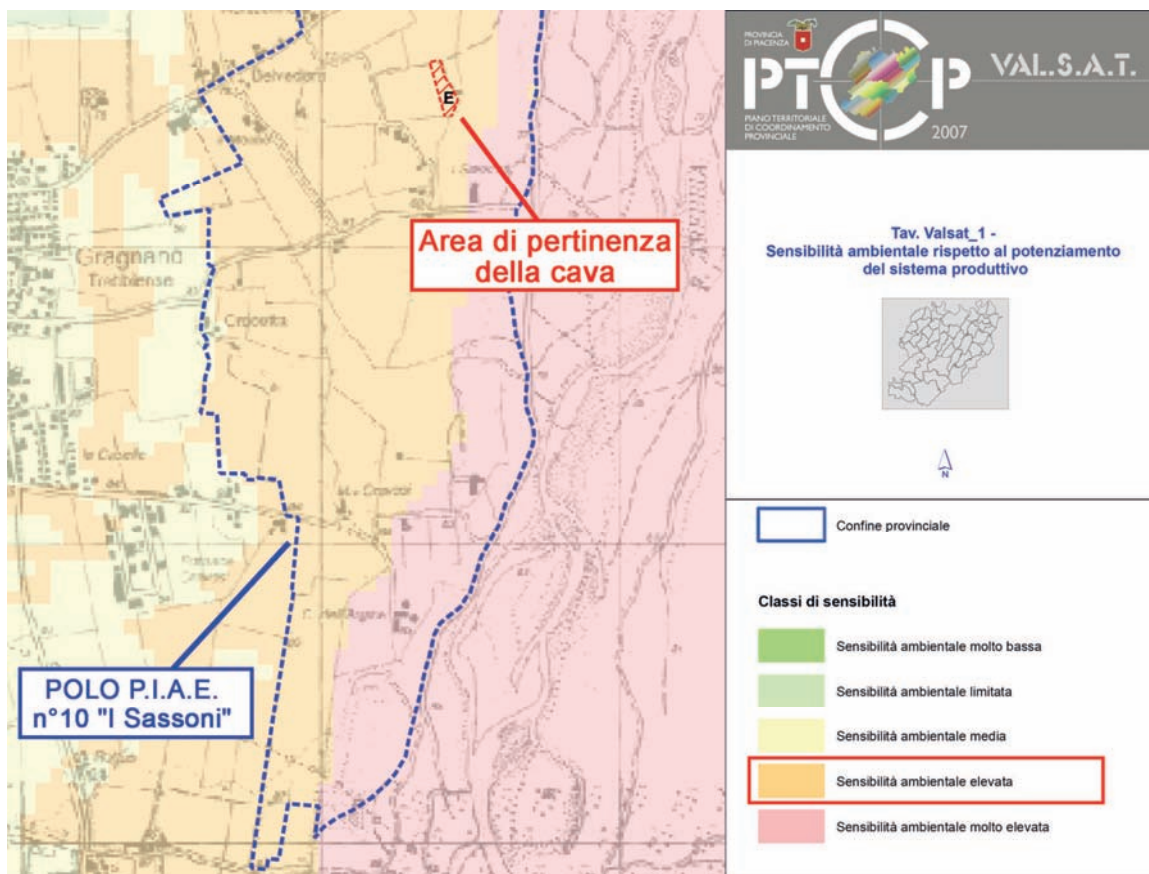 Belvedere
E
Area di pertinenza
della cava
Gragnano
Trebbiense
Crocetta
POLO P.I.A.E.
n°10 "I Sassoni"
PROVINCIA
DI PIACENZA
PTCP
PIANO TERRITORIALE
DI COORDINAMENTO
PROVINCIALE
2007
VAL.S.A.T.
Tav. Valsat_1 -
Sensibilità ambientale rispetto al potenziamento
del sistema produttivo
N
Confine provinciale
Classi di sensibilità
Sensibilità ambientale molto bassa
Sensibilità ambientale limitata
Sensibilità ambientale media
Sensibilità ambientale elevata
Sensibilità ambientale molto elevata